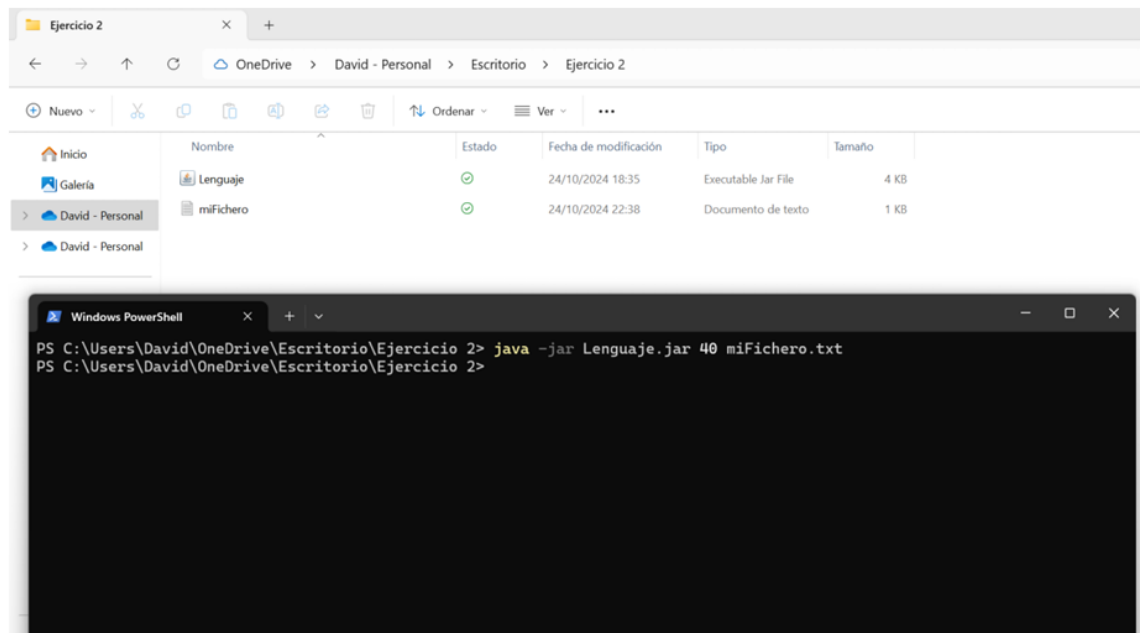 Ejercicio 2
OneDrive > David - Personal > Escritorio > Ejercicio 2
Nuevo Ordenar Ver ...
Nombre Estado Fecha de modificación Tipo Tamaño
Inicio
Galería
David - Personal
David - Personal
Lenguaje 24/10/2024 18:35 Executable Jar File 4 KB
miFichero 24/10/2024 22:38 Documento de texto 1 KB
Windows PowerShell
PS C:\Users\David\OneDrive\Escritorio\Ejercicio 2> java -jar Lenguaje.jar 40 miFichero.txt
PS C:\Users\David\OneDrive\Escritorio\Ejercicio 2>